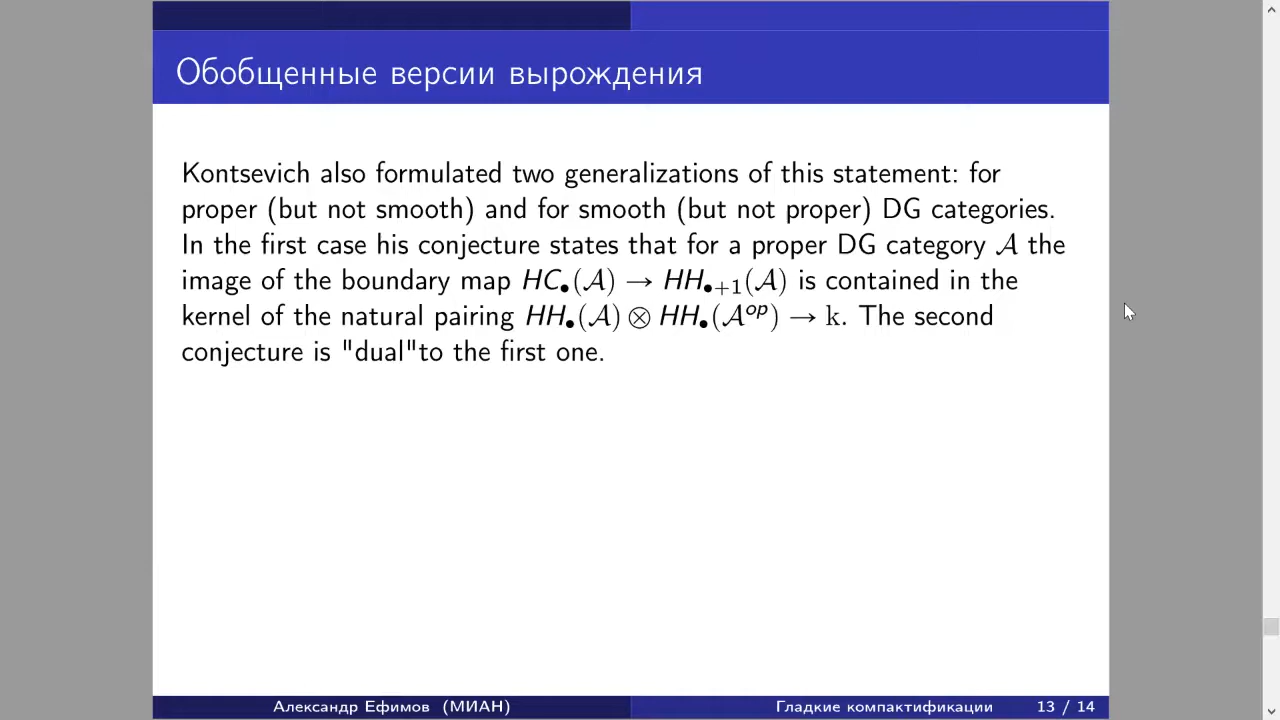 Обобщенные версии вырождения
Kontsevich also formulated two generalizations of this statement: for
proper (but not smooth) and for smooth (but not proper) DG categories.
In the first case his conjecture states that for a proper DG category 𝒜 the
image of the boundary map HC•(𝒜) → HH•+1(𝒜) is contained in the
kernel of the natural pairing HH•(𝒜) ⊗ HH•(𝒜ᵒᵖ) → k. The second
conjecture is "dual"to the first one.
Александр Ефимов (МИАН) Гладкие компактификации 13 / 14